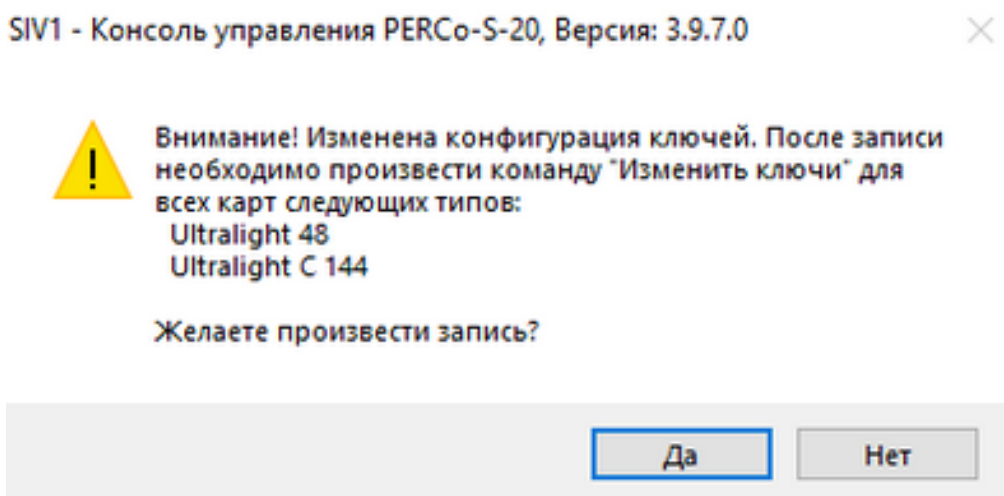 SIV1 - Консоль управления PERCo-S-20, Версия: 3.9.7.0
Внимание! Изменена конфигурация ключей. После записи
необходимо произвести команду "Изменить ключи" для
всех карт следующих типов:
Ultralight 48
Ultralight C 144
Желаете произвести запись?
Да
Нет